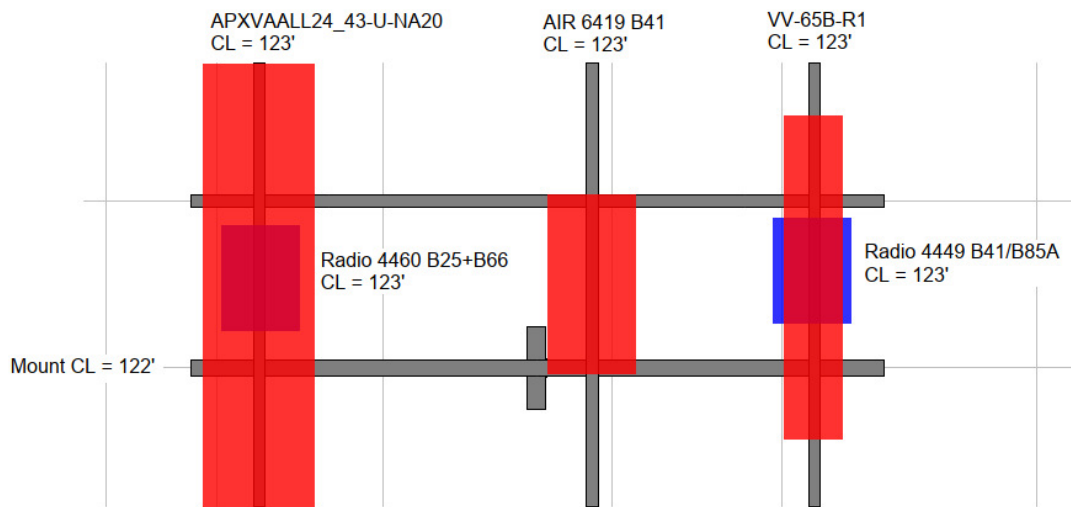 APXVAALL24_43-U-NA20
CL = 123'
AIR 6419 B41
CL = 123'
VV-65B-R1
CL = 123'
Radio 4460 B25+B66
CL = 123'
Radio 4449 B41/B85A
CL = 123'
Mount CL = 122'